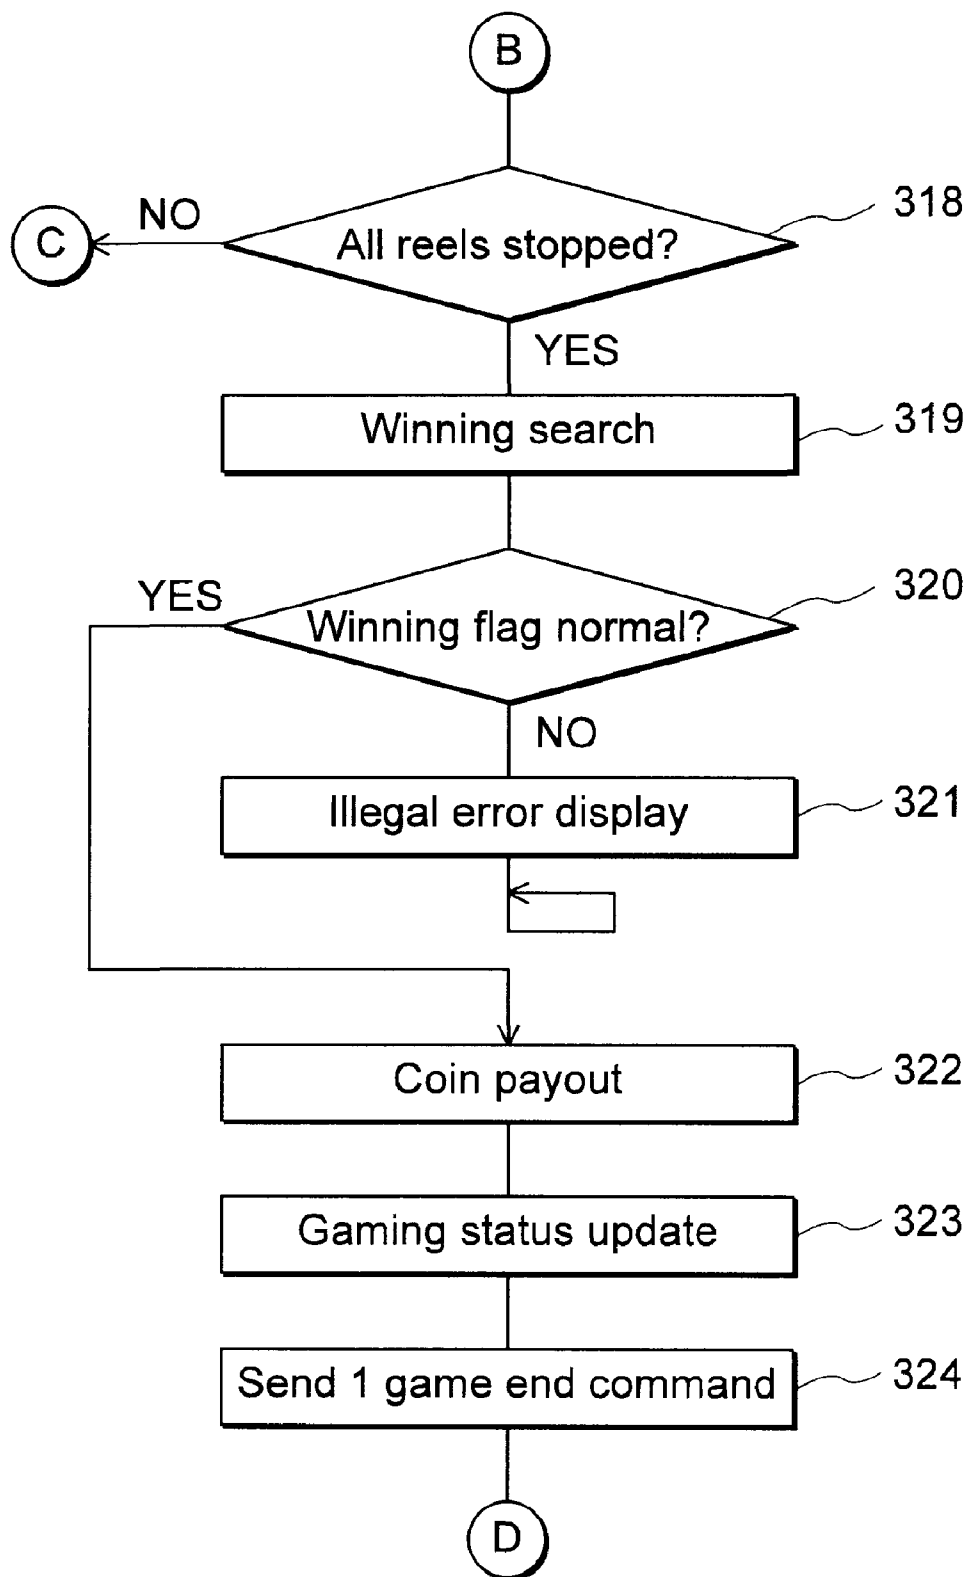 B
318
NO
C
All reels stopped?
YES
319
Winning search
320
YES
Winning flag normal?
NO
321
Illegal error display
322
Coin payout
323
Gaming status update
324
Send 1 game end command
D